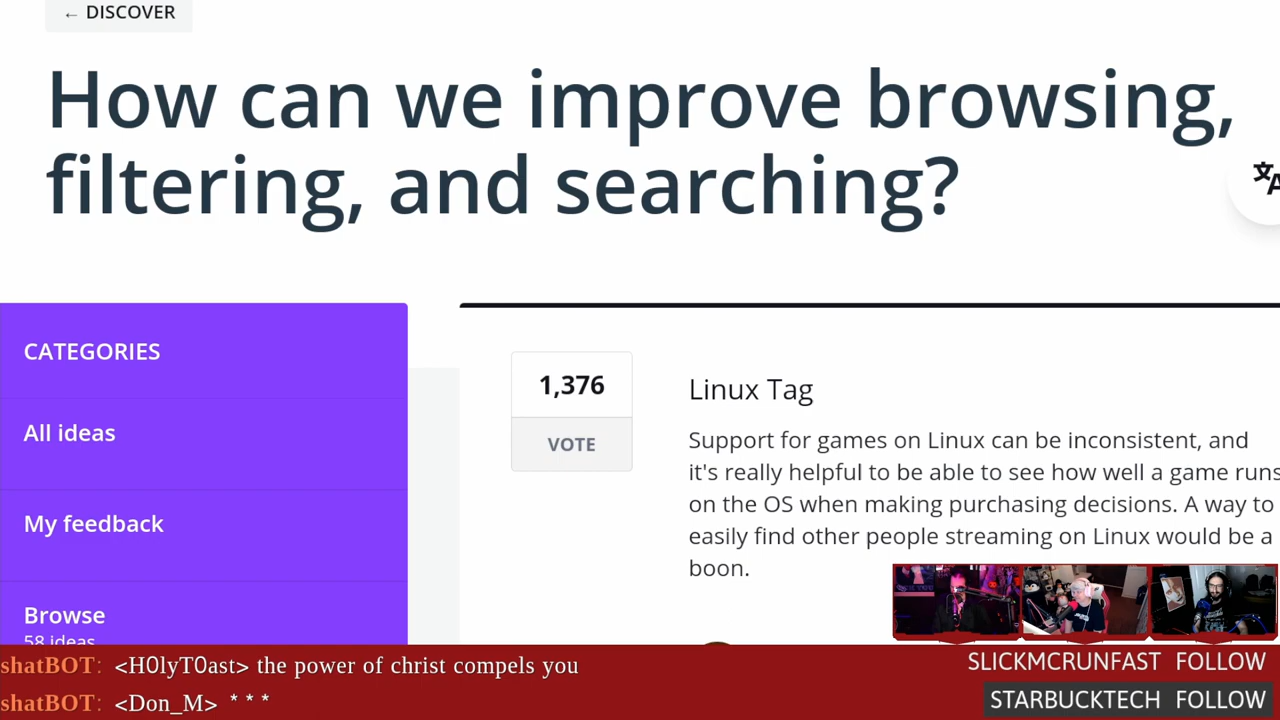 ← DISCOVER
How can we improve browsing,
filtering, and searching?
CATEGORIES
All ideas
My feedback
Browse
58 ideas
1,376
VOTE
Linux Tag
Support for games on Linux can be inconsistent, and
it's really helpful to be able to see how well a game runs
on the OS when making purchasing decisions. A way to
easily find other people streaming on Linux would be a
boon.
shatBOT: <H0lyT0ast> the power of christ compels you
shatBOT: <Don_M> * * *
SLICKMCRUNFAST FOLLOW
STARBUCKTECH FOLLOW